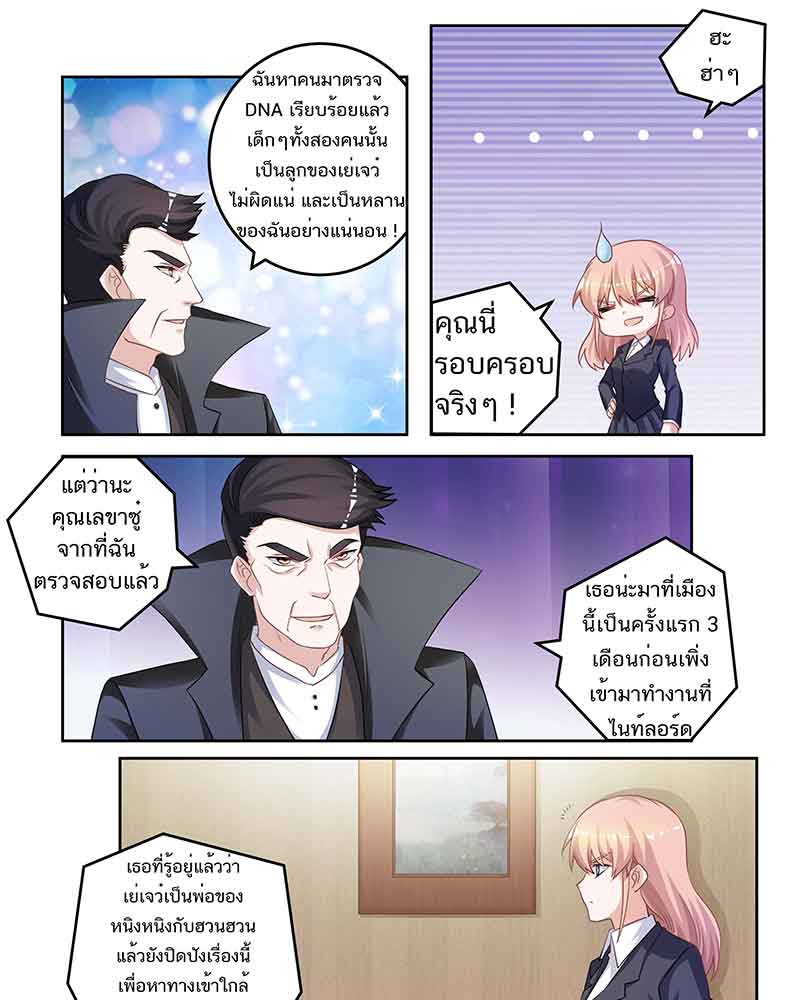 ฉันหาคนมาตรวจ
DNA เรียบร้อยแล้ว
เด็กๆทั้งสองคนนั้น
เป็นลูกของเย่เจว๋
ไม่ผิดแน่ และเป็นหลาน
ของฉันอย่างแน่นอน !
ฮะ
ฮ่าๆ
คุณนี่
รอบครอบ
จริงๆ !
แต่ว่านะ
คุณเลขาซู๋
จากที่ฉัน
ตรวจสอบแล้ว
เธอน่ะมาที่เมือง
นี้เป็นครั้งแรก 3
เดือนก่อนเพิ่ง
เข้ามาทำงานที่
ไนท์ลอร์ด
เธอที่รู้อยู่แล้วว่า
เย่เจว๋เป็นพ่อของ
หนิงหนิงกับฮวนฮวน
แล้วยังปิดปังเรื่องนี้
เพื่อหาทางเข้าใกล้